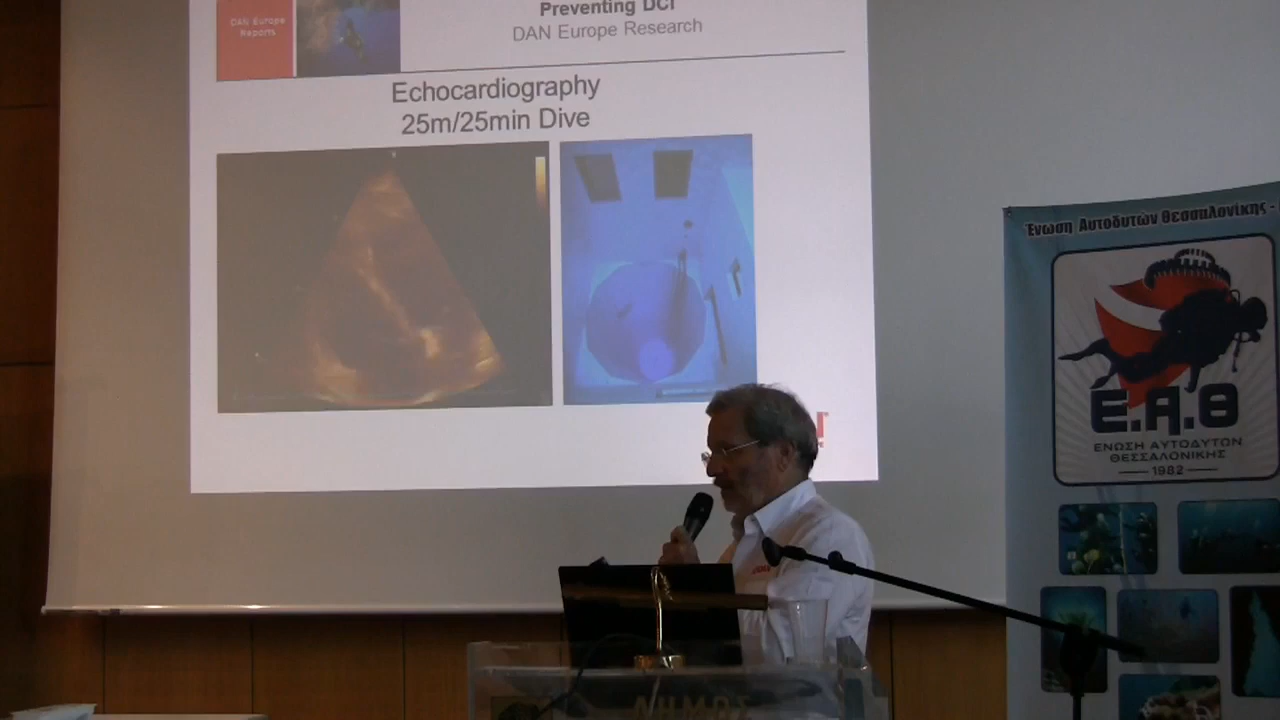 DAN Europe
Reports
Preventing DCI
DAN Europe Research
Echocardiography
25m/25min Dive
Ένωση Αυτοδυτών Θεσσαλονίκης -
Ε.Α.Θ
ΕΝΩΣΗ ΑΥΤΟΔΥΤΩΝ
ΘΕΣΣΑΛΟΝΙΚΗΣ
1982
ΔΗΜΟΣ